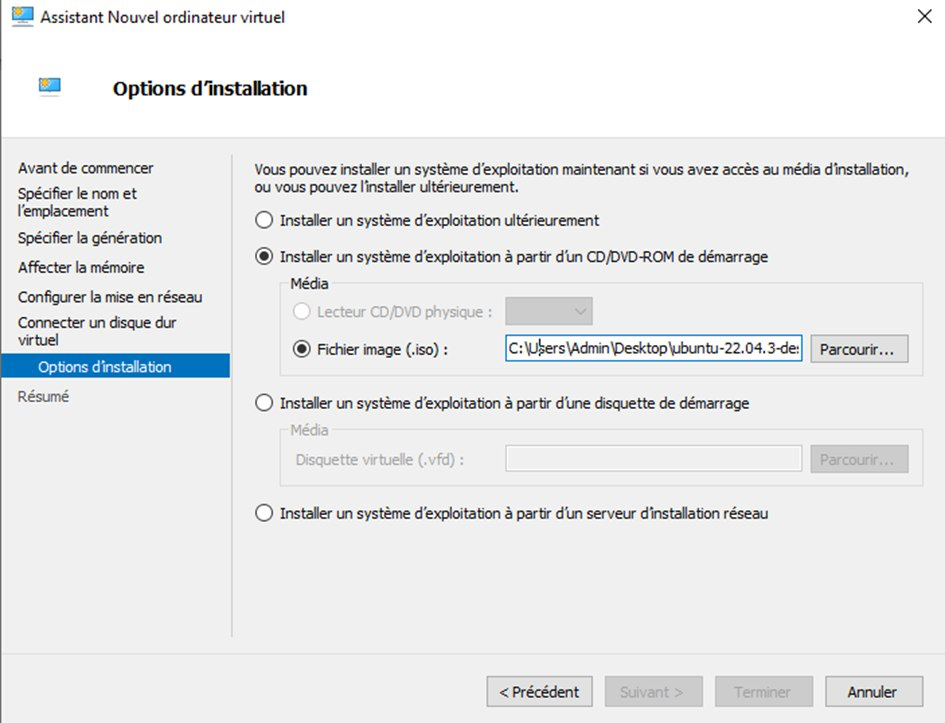 Assistant Nouvel ordinateur virtuel
Options d'installation
Avant de commencer
Spécifier le nom et
l'emplacement
Spécifier la génération
Affecter la mémoire
Configurer la mise en réseau
Connecter un disque dur
virtuel
Options d'installation
Résumé
Vous pouvez installer un système d'exploitation maintenant si vous avez accès au média d'installation,
ou vous pouvez l'installer ultérieurement.
Installer un système d'exploitation ultérieurement
Installer un système d'exploitation à partir d'un CD/DVD-ROM de démarrage
Média
Lecteur CD/DVD physique :
Fichier image (.iso) :
C:\Users\Admin\Desktop\ubuntu-22.04.3-des
Parcourir...
Installer un système d'exploitation à partir d'une disquette de démarrage
Média
Disquette virtuelle (.vfd) :
Parcourir...
Installer un système d'exploitation à partir d'un serveur d'installation réseau
< Précédent
Suivant >
Terminer
Annuler